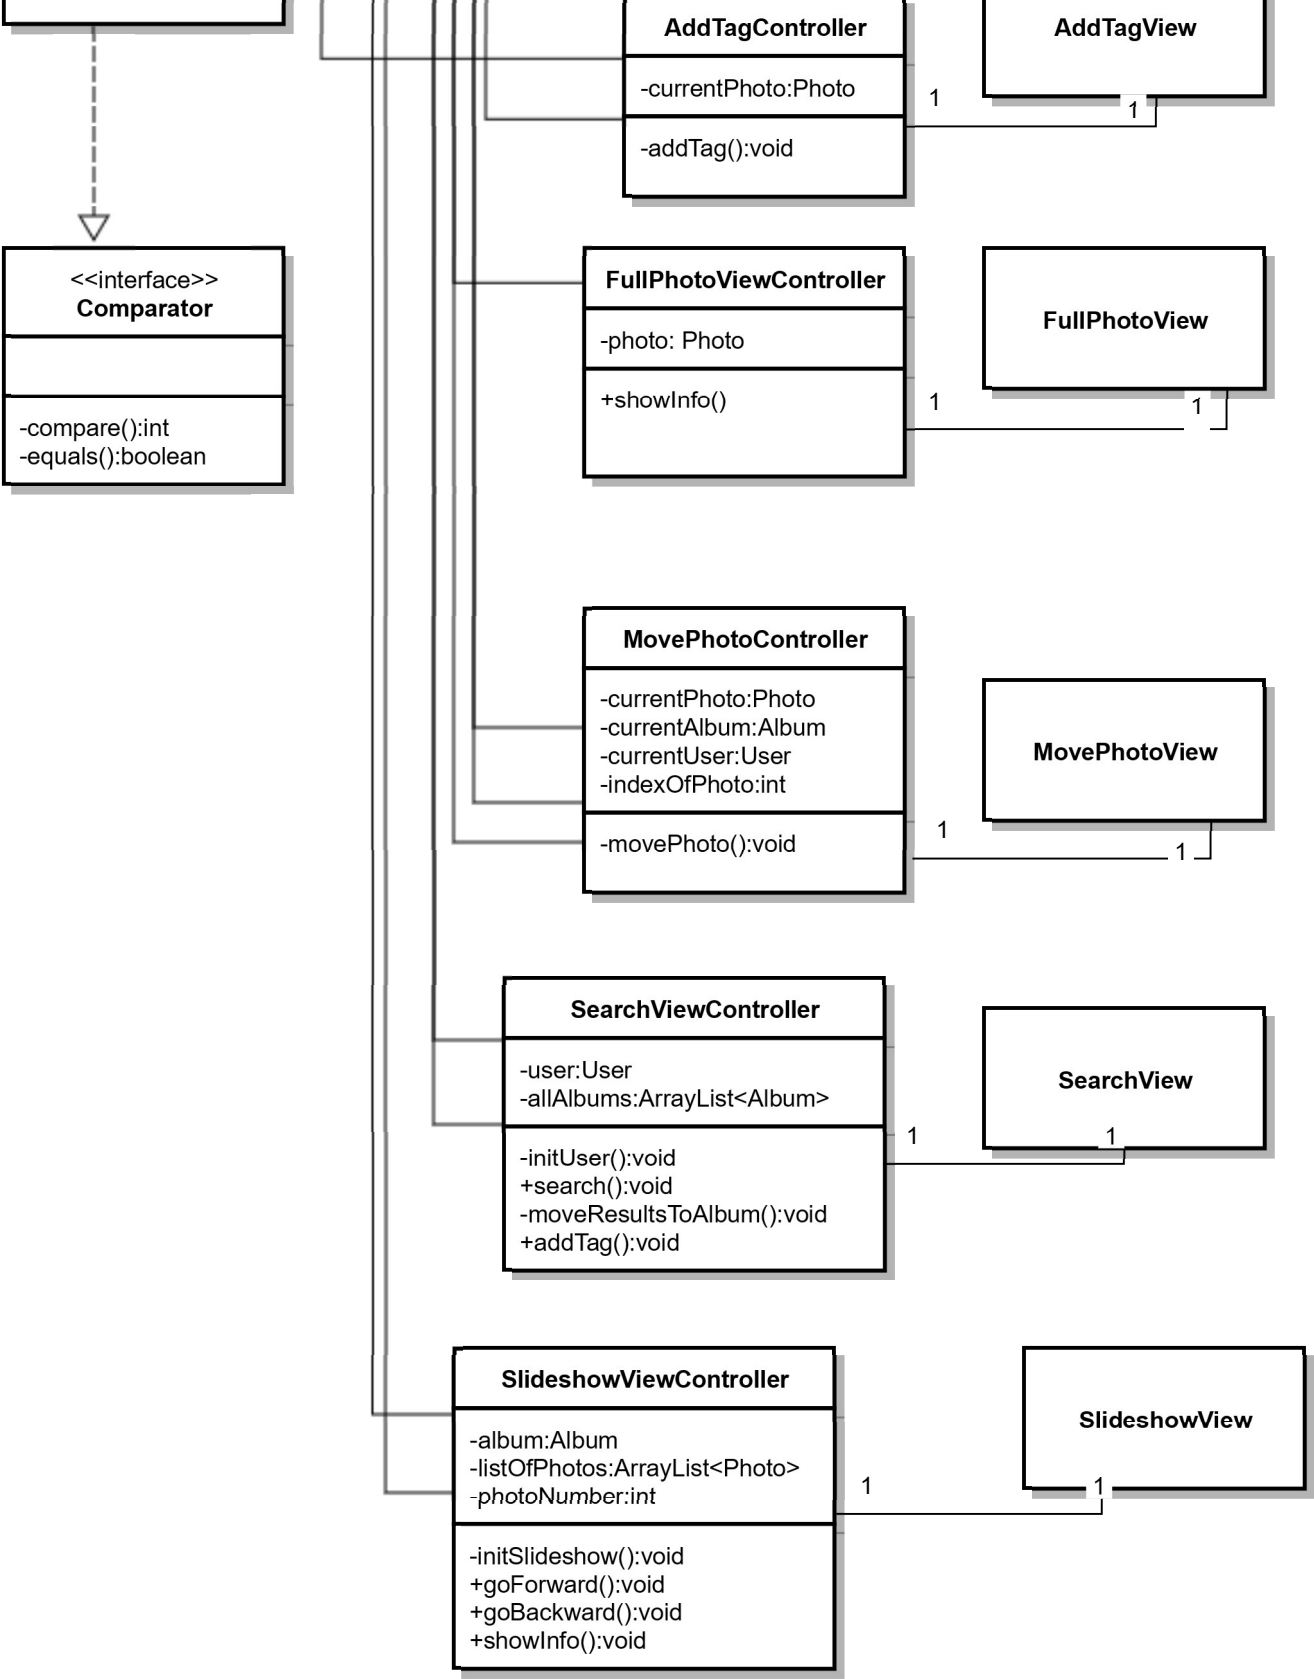 AddTagController
-currentPhoto:Photo
-addTag():void
1
1
AddTagView
<<interface>>
Comparator
-compare():int
-equals():boolean
FullPhotoViewController
-photo: Photo
+showInfo()
1
1
FullPhotoView
MovePhotoController
-currentPhoto:Photo
-currentAlbum:Album
-currentUser:User
-indexOfPhoto:int
-movePhoto():void
1
1
MovePhotoView
SearchViewController
-user:User
-allAlbums:ArrayList<Album>
-initUser():void
+search():void
-moveResultsToAlbum():void
+addTag():void
1
1
SearchView
SlideshowViewController
-album:Album
-listOfPhotos:ArrayList<Photo>
-photoNumber:int
-initSlideshow():void
+goForward():void
+goBackward():void
+showInfo():void
1
1
SlideshowView